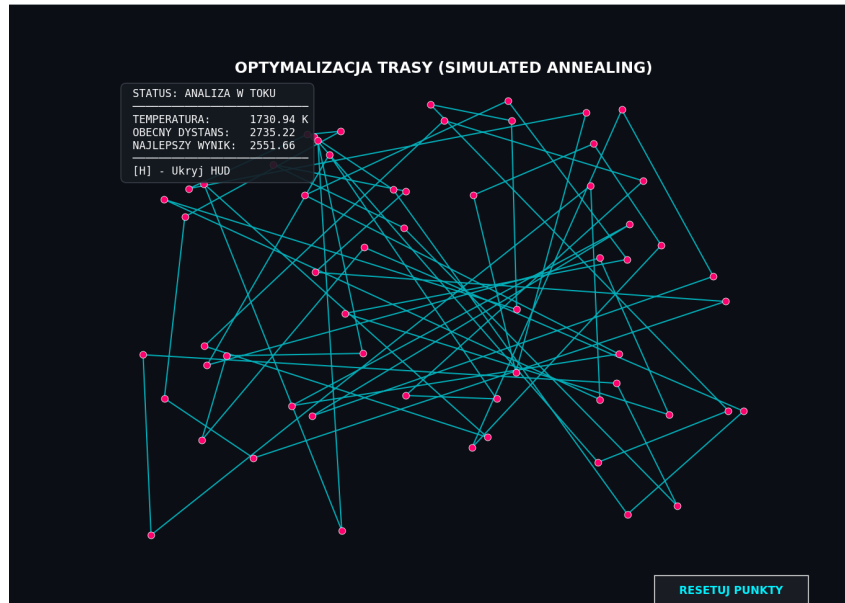 OPTYMALIZACJA TRASY (SIMULATED ANNEALING)
STATUS: ANALIZA W TOKU
TEMPERATURA: 1730.94 K
OBECNY DYSTANS: 2735.22
NAJLEPSZY WYNIK: 2551.66
[H] - Ukryj HUD
RESETUJ PUNKTY